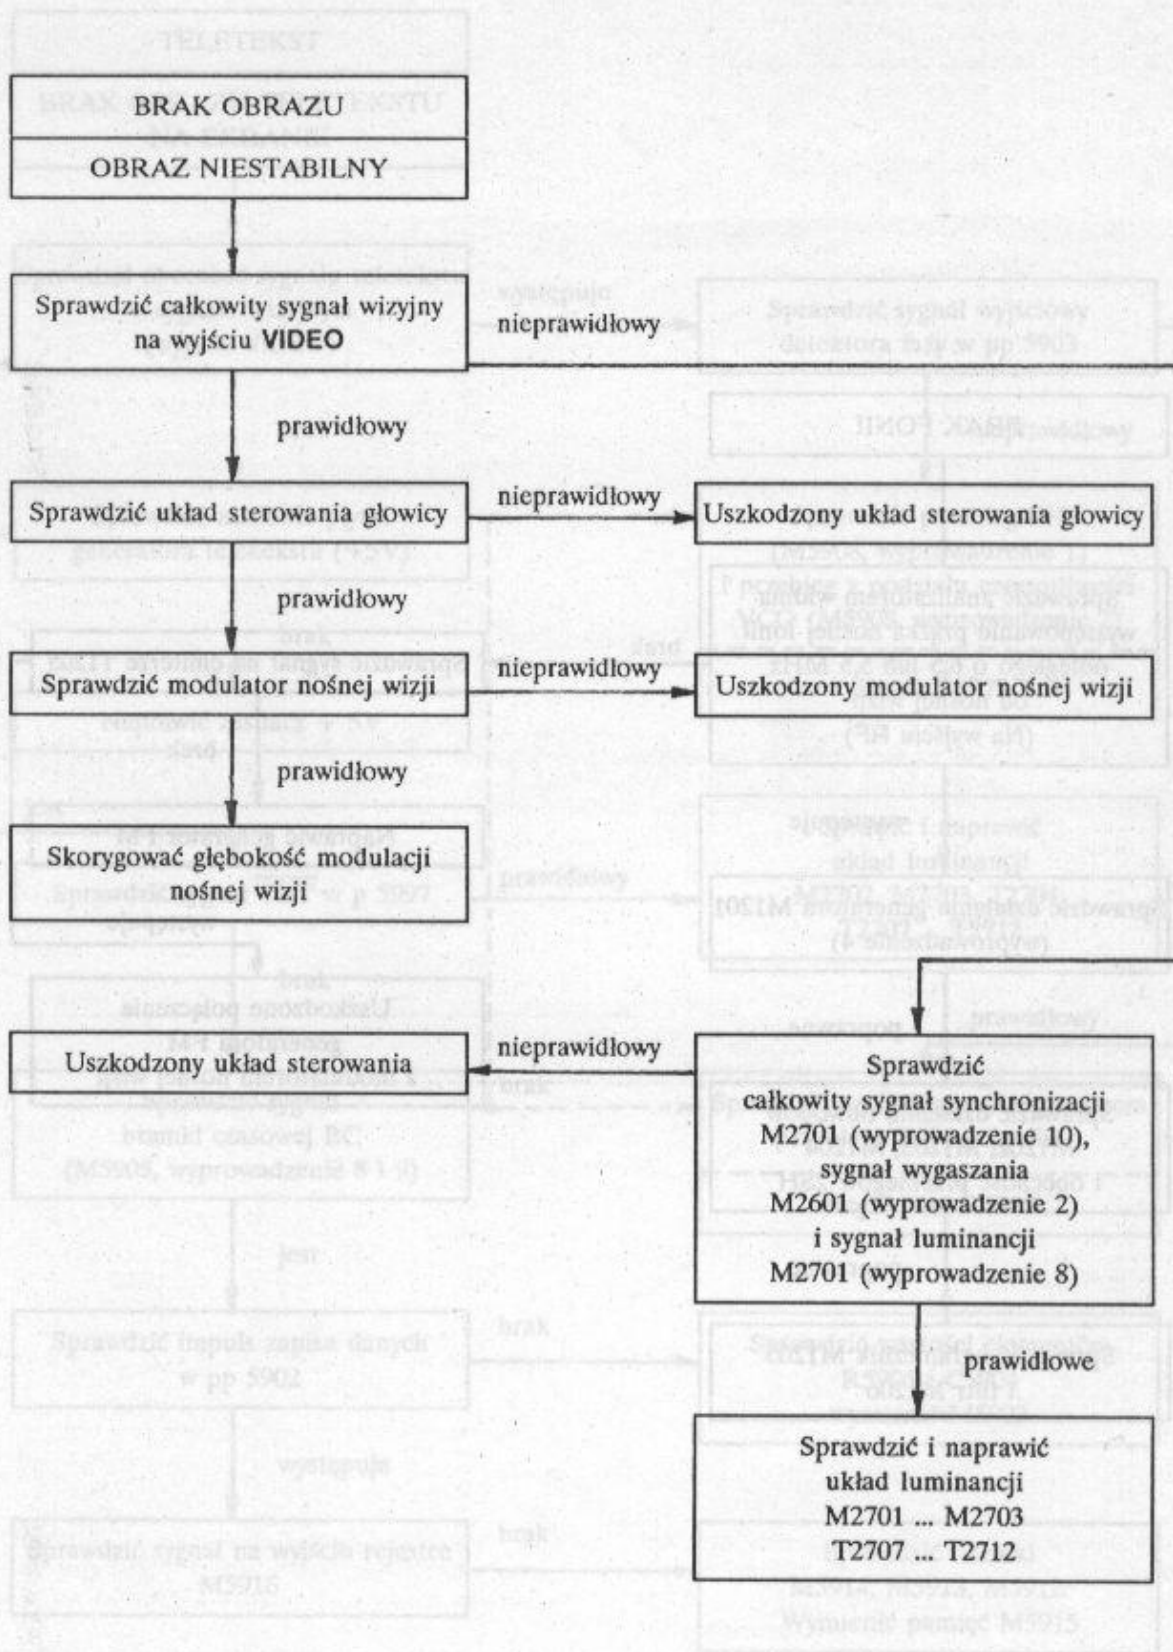 BRAK OBRAZU
OBRAZ NIESTABILNY
Sprawdzić całkowity sygnał wizyjny
na wyjściu VIDEO
nieprawidłowy
prawidłowy
Sprawdzić układ sterowania głowicy
nieprawidłowy
Uszkodzony układ sterowania głowicy
prawidłowy
Sprawdzić modulator nośnej wizji
nieprawidłowy
Uszkodzony modulator nośnej wizji
prawidłowy
Skorygować głębokość modulacji
nośnej wizji
Uszkodzony układ sterowania
nieprawidłowy
Sprawdzić
całkowity sygnał synchronizacji
M2701 (wyprowadzenie 10),
sygnał wygaszania
M2601 (wyprowadzenie 2)
i sygnał luminancji
M2701 (wyprowadzenie 8)
prawidłowe
Sprawdzić i naprawić
układ luminancji
M2701 ... M2703
T2707 ... T2712